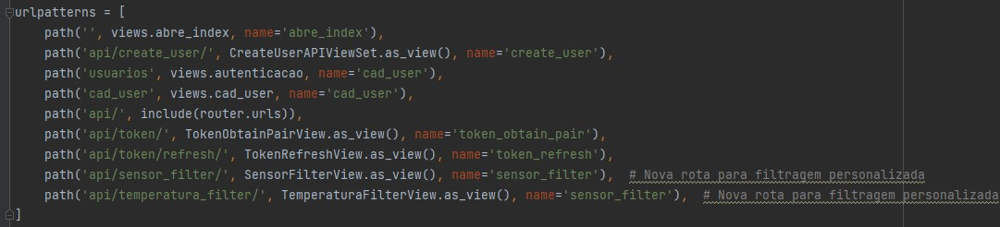 urlpatterns = [
path('', views.abre_index, name='abre_index'),
path('api/create_user/', CreateUserAPIViewSet.as_view(), name='create_user'),
path('usuarios', views.autenticacao, name='cad_user'),
path('cad_user', views.cad_user, name='cad_user'),
path('api/', include(router.urls)),
path('api/token/', TokenObtainPairView.as_view(), name='token_obtain_pair'),
path('api/token/refresh/', TokenRefreshView.as_view(), name='token_refresh'),
path('api/sensor_filter/', SensorFilterView.as_view(), name='sensor_filter'),  # Nova rota para filtragem personalizada
path('api/temperatura_filter/', TemperaturaFilterView.as_view(), name='sensor_filter'),  # Nova rota para filtragem personalizada
]